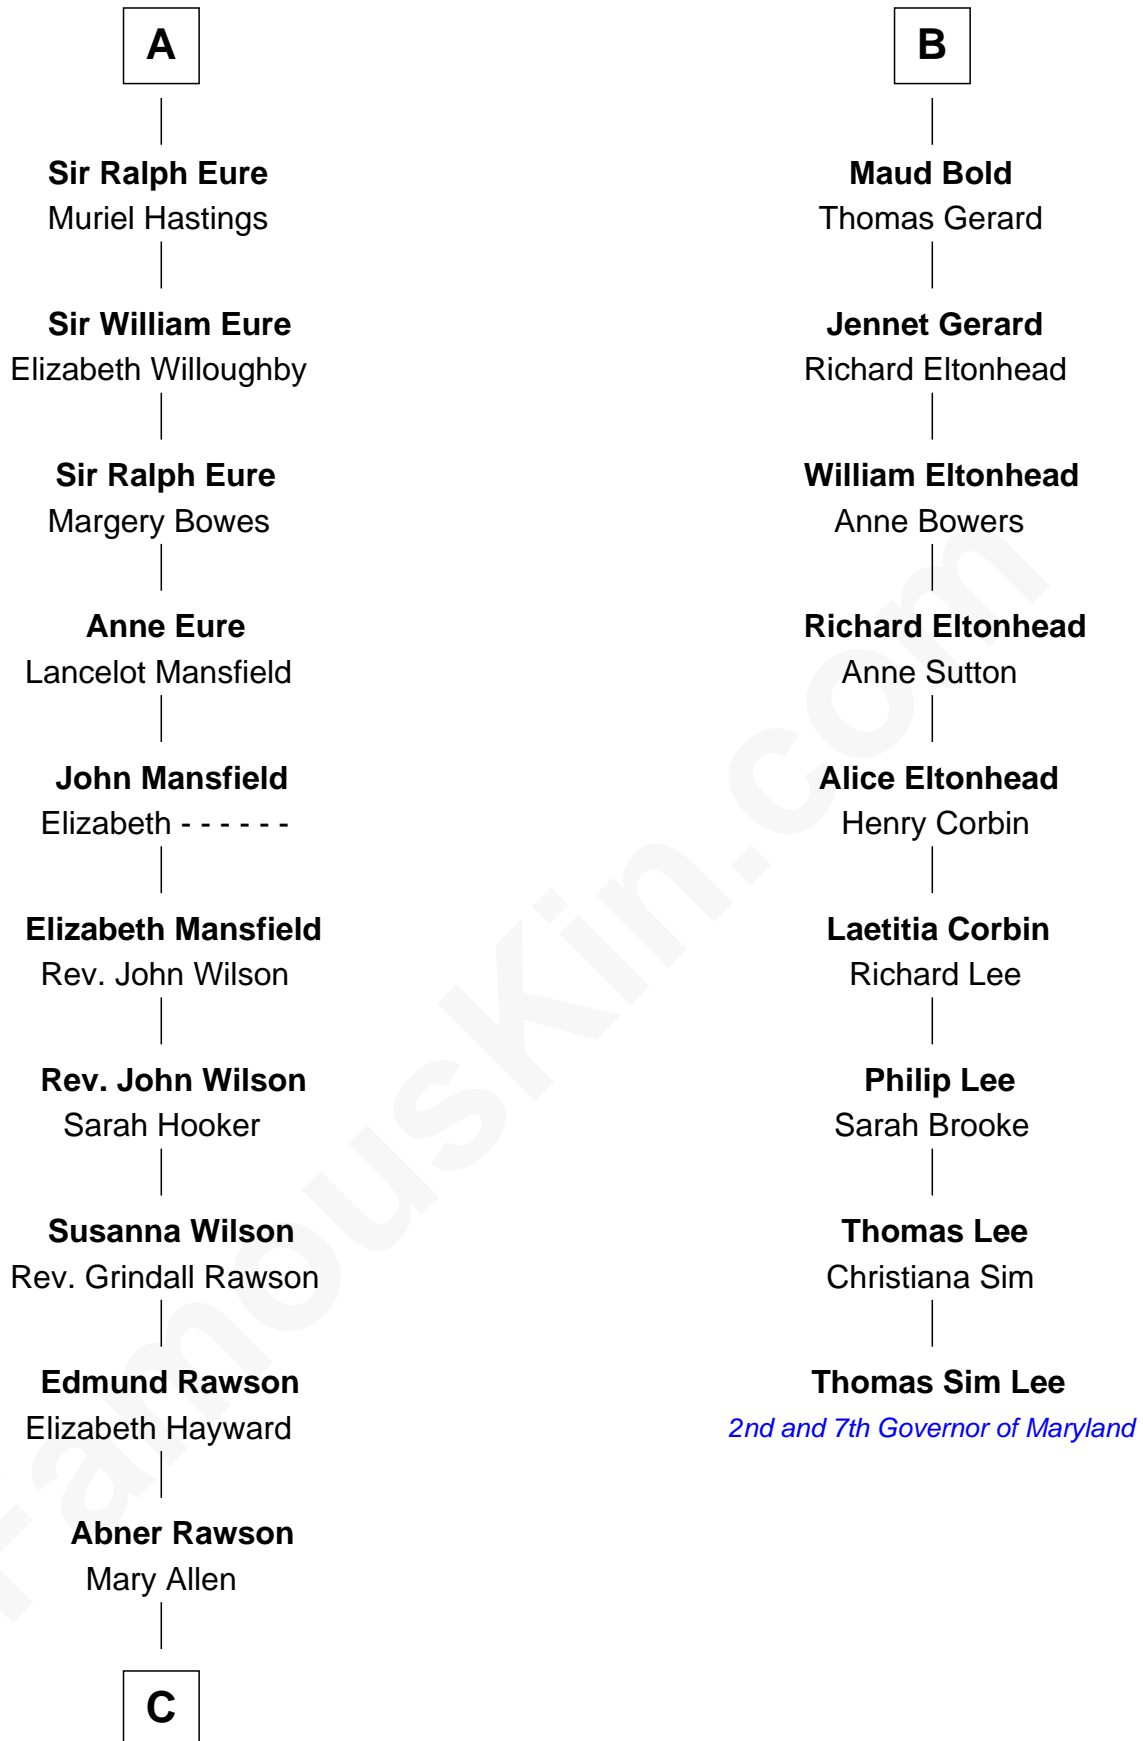 A
Sir Ralph Eure
Muriel Hastings
Sir William Eure
Elizabeth Willoughby
Sir Ralph Eure
Margery Bowes
Anne Eure
Lancelot Mansfield
John Mansfield
Elizabeth - - - - - -
Elizabeth Mansfield
Rev. John Wilson
Rev. John Wilson
Sarah Hooker
Susanna Wilson
Rev. Grindall Rawson
Edmund Rawson
Elizabeth Hayward
Abner Rawson
Mary Allen
C
B
Maud Bold
Thomas Gerard
Jennet Gerard
Richard Eltonhead
William Eltonhead
Anne Bowers
Richard Eltonhead
Anne Sutton
Alice Eltonhead
Henry Corbin
Laetitia Corbin
Richard Lee
Philip Lee
Sarah Brooke
Thomas Lee
Christiana Sim
Thomas Sim Lee
2nd and 7th Governor of Maryland
FamousKin.com